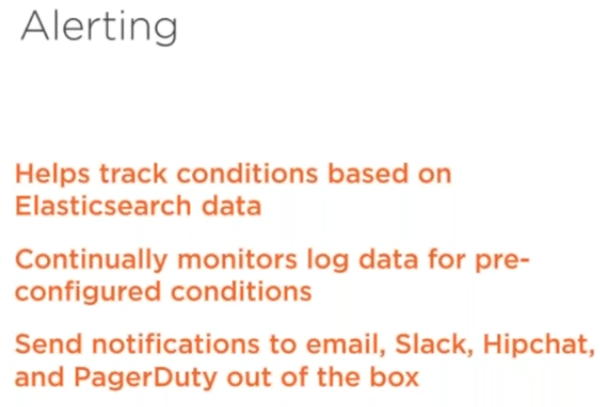 Alerting
Helps track conditions based on
Elasticsearch data
Continually monitors log data for pre-
configured conditions
Send notifications to email, Slack, Hipchat,
and PagerDuty out of the box